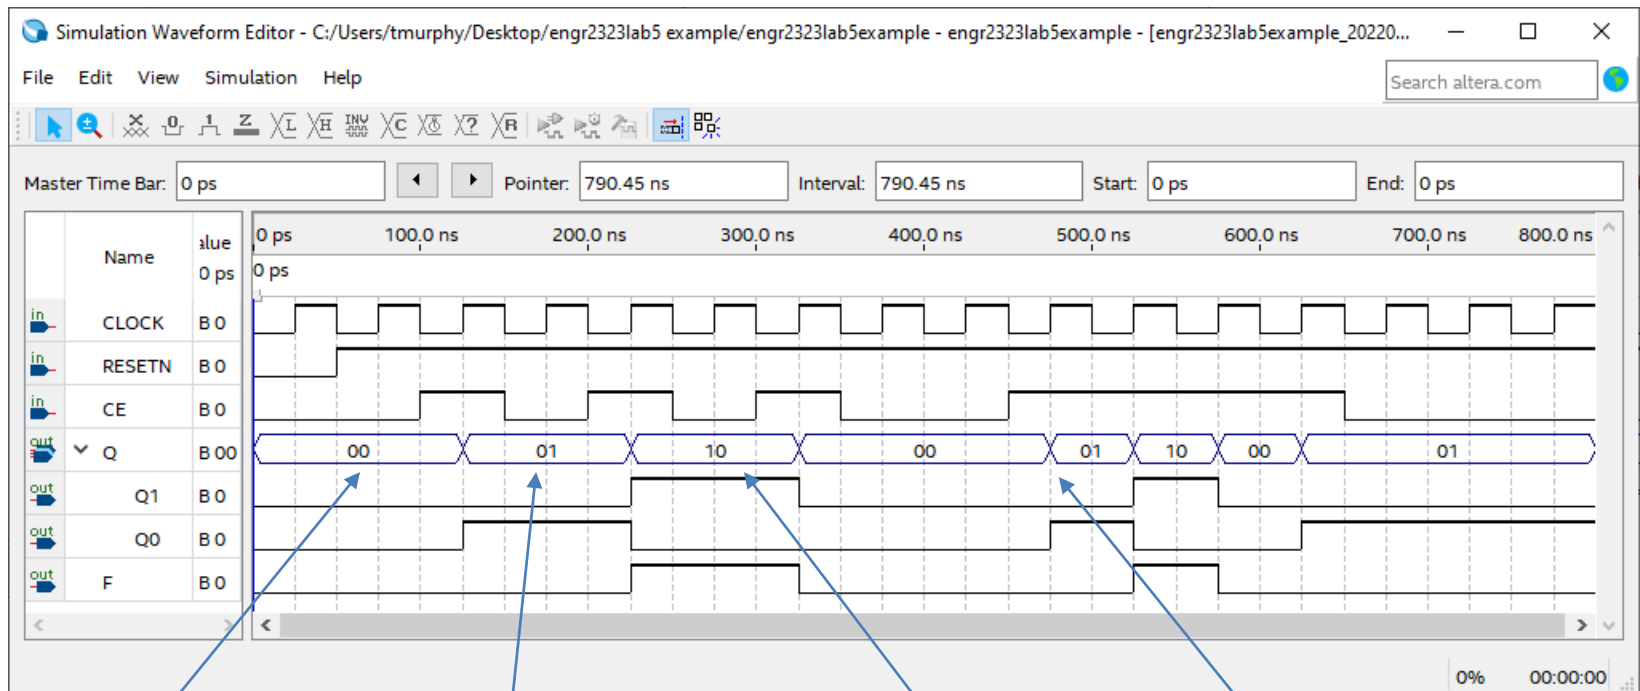 Simulation Waveform Editor - C:/Users/tmurphy/Desktop/engr2323lab5 example/engr2323lab5example - engr2323lab5example - [engr2323lab5example_20220...
File Edit View Simulation Help
Search altera.com
0 1 Z L H INV C ? R
Master Time Bar: 0 ps Pointer: 790.45 ns Interval: 790.45 ns Start: 0 ps End: 0 ps
Name alue 0 ps
0 ps 100.0 ns 200.0 ns 300.0 ns 400.0 ns 500.0 ns 600.0 ns 700.0 ns 800.0 ns
0 ps
in CLOCK B 0
in RESETN B 0
in CE B 0
out Q B 00 00 01 10 00 01 10 00 01
out Q1 B 0
out Q0 B 0
out F B 0
0% 00:00:00